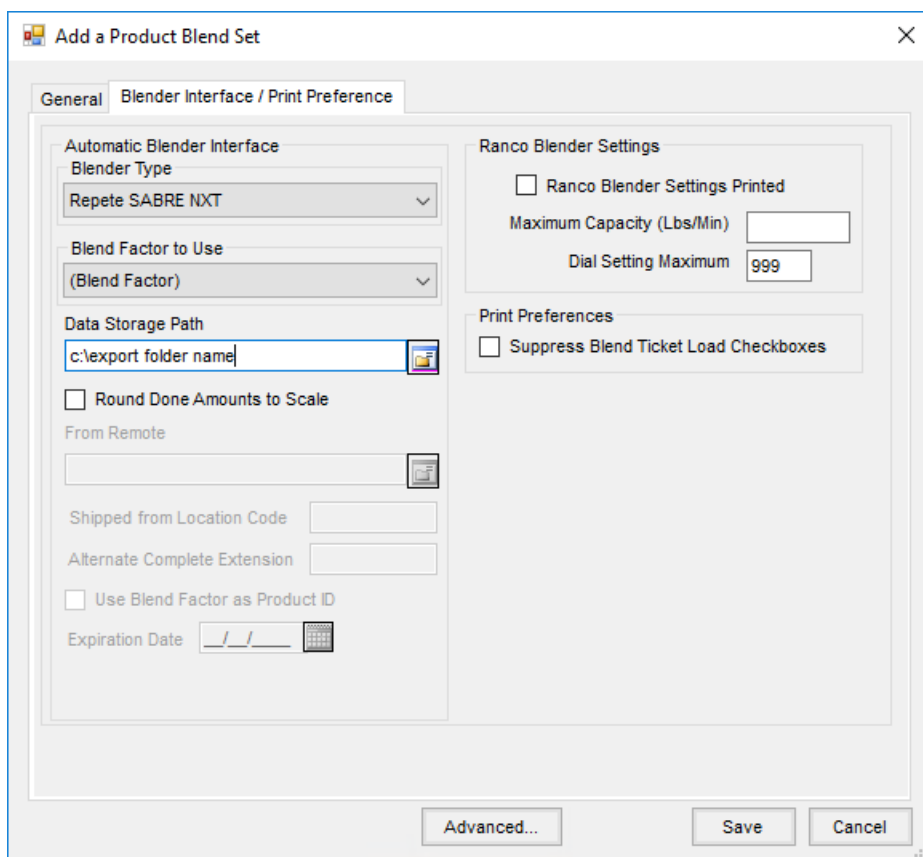 Add a Product Blend Set
General
Blender Interface / Print Preference
Automatic Blender Interface
Blender Type
Repete SABRE NXT
Blend Factor to Use
(Blend Factor)
Data Storage Path
c:\export folder name
Round Done Amounts to Scale
From Remote
Shipped from Location Code
Alternate Complete Extension
Use Blend Factor as Product ID
Expiration Date __/__/____
Ranco Blender Settings
Ranco Blender Settings Printed
Maximum Capacity (Lbs/Min)
Dial Setting Maximum 999
Print Preferences
Suppress Blend Ticket Load Checkboxes
Advanced... Save Cancel